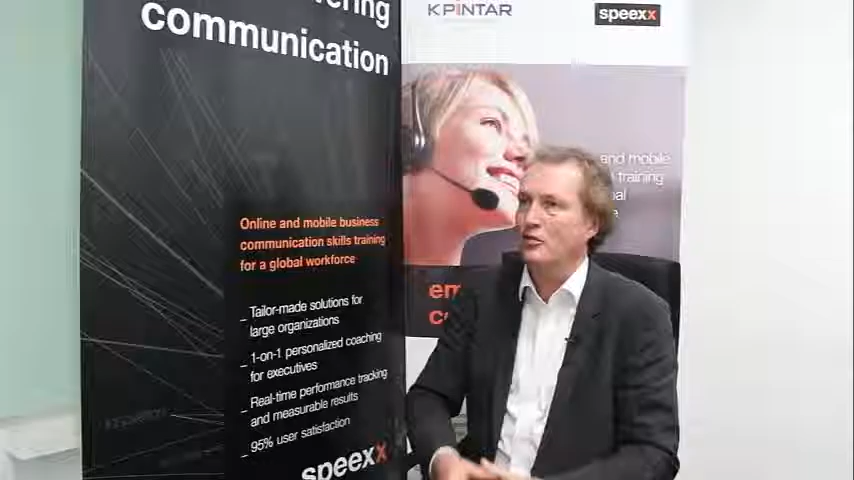 ering
communication
Online and mobile business
communication skills training
for a global workforce
_ Tailor-made solutions for
large organizations
_ 1-on-1 personalized coaching
for executives
_ Real-time performance tracking
and measurable results
_ 95% user satisfaction
speexx
KPINTAR
speexx
and mobile
training
em